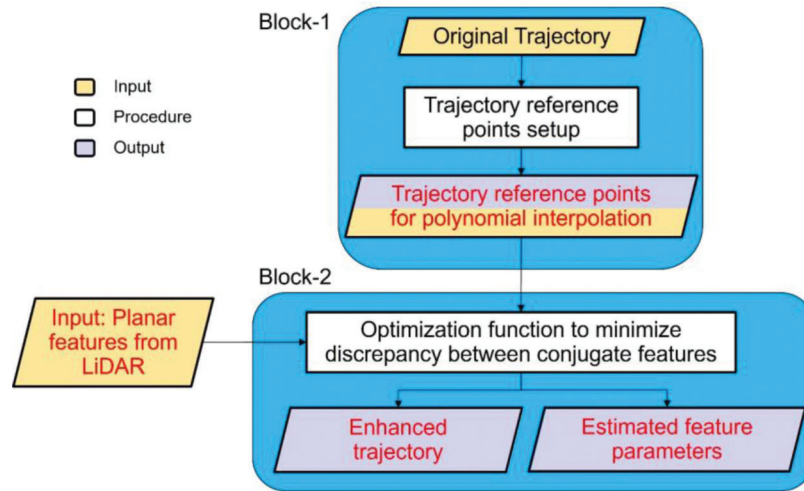 Block-1
Original Trajectory
Input
Procedure
Output
Trajectory reference
points setup
Trajectory reference points
for polynomial interpolation
Block-2
Input: Planar
features from
LiDAR
Optimization function to minimize
discrepancy between conjugate features
Enhanced
trajectory
Estimated feature
parameters